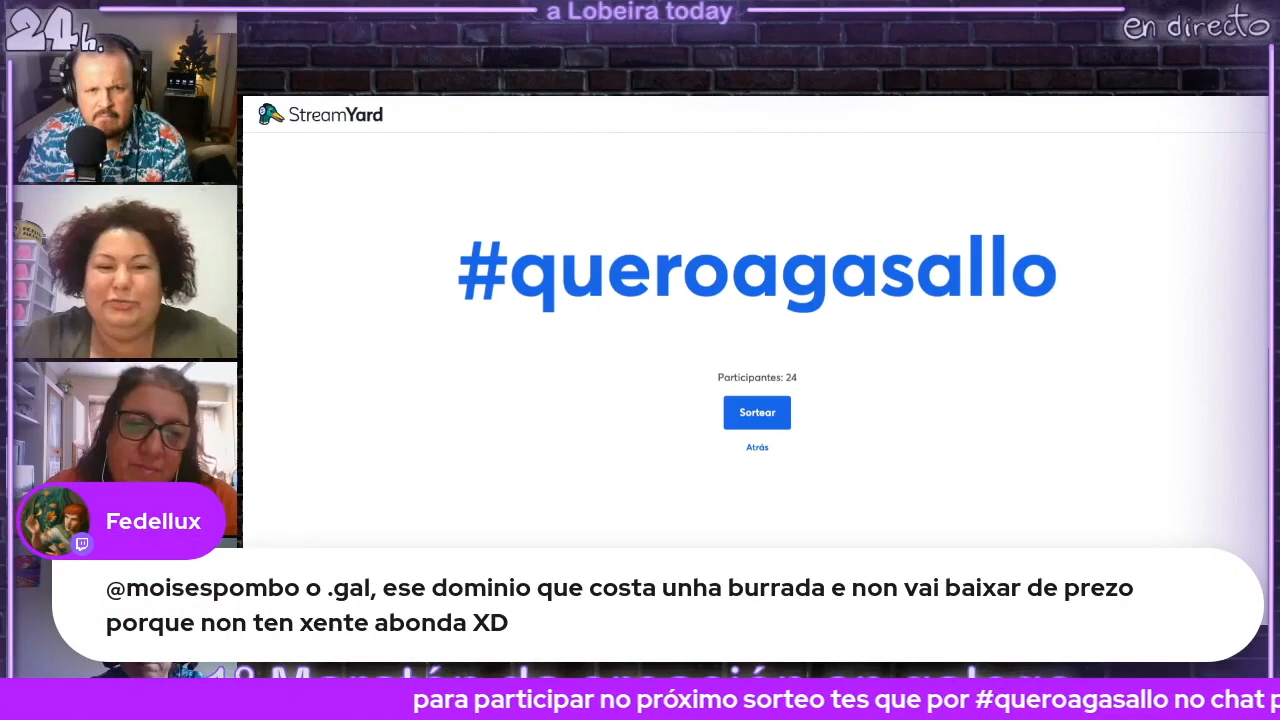 24h.
a Lobeira today
en directo
StreamYard
#queroagasallo
Participantes: 24
Sortear
Atrás
Fedellux
@moisespombo o .gal, ese dominio que costa unha burrada e non vai baixar de prezo
porque non ten xente abonda XD
para participar no próximo sorteo tes que por #queroagasallo no chat p